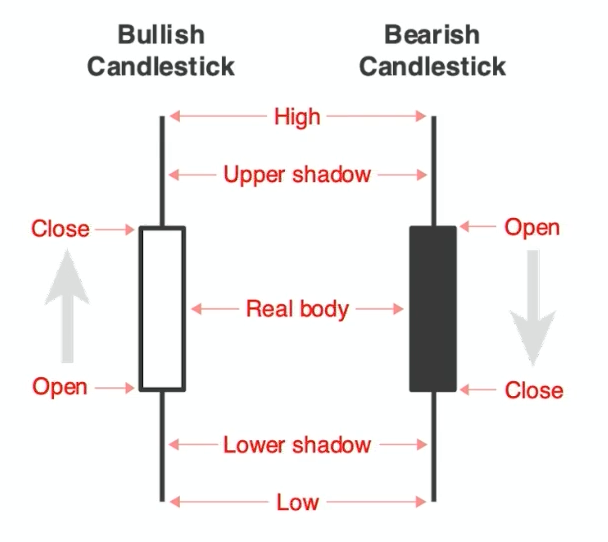 Bullish
Candlestick
Bearish
Candlestick
High
Upper shadow
Close
Open
Real body
Open
Close
Lower shadow
Low